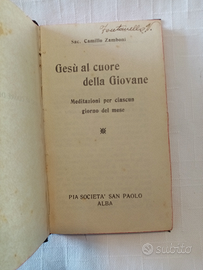 Sac. Camillo Zamboni
Gesù al cuore
della Giovane
Meditazioni per ciascun
giorno del mese
PIA SOCIETA' SAN PAOLO
ALBA
subito